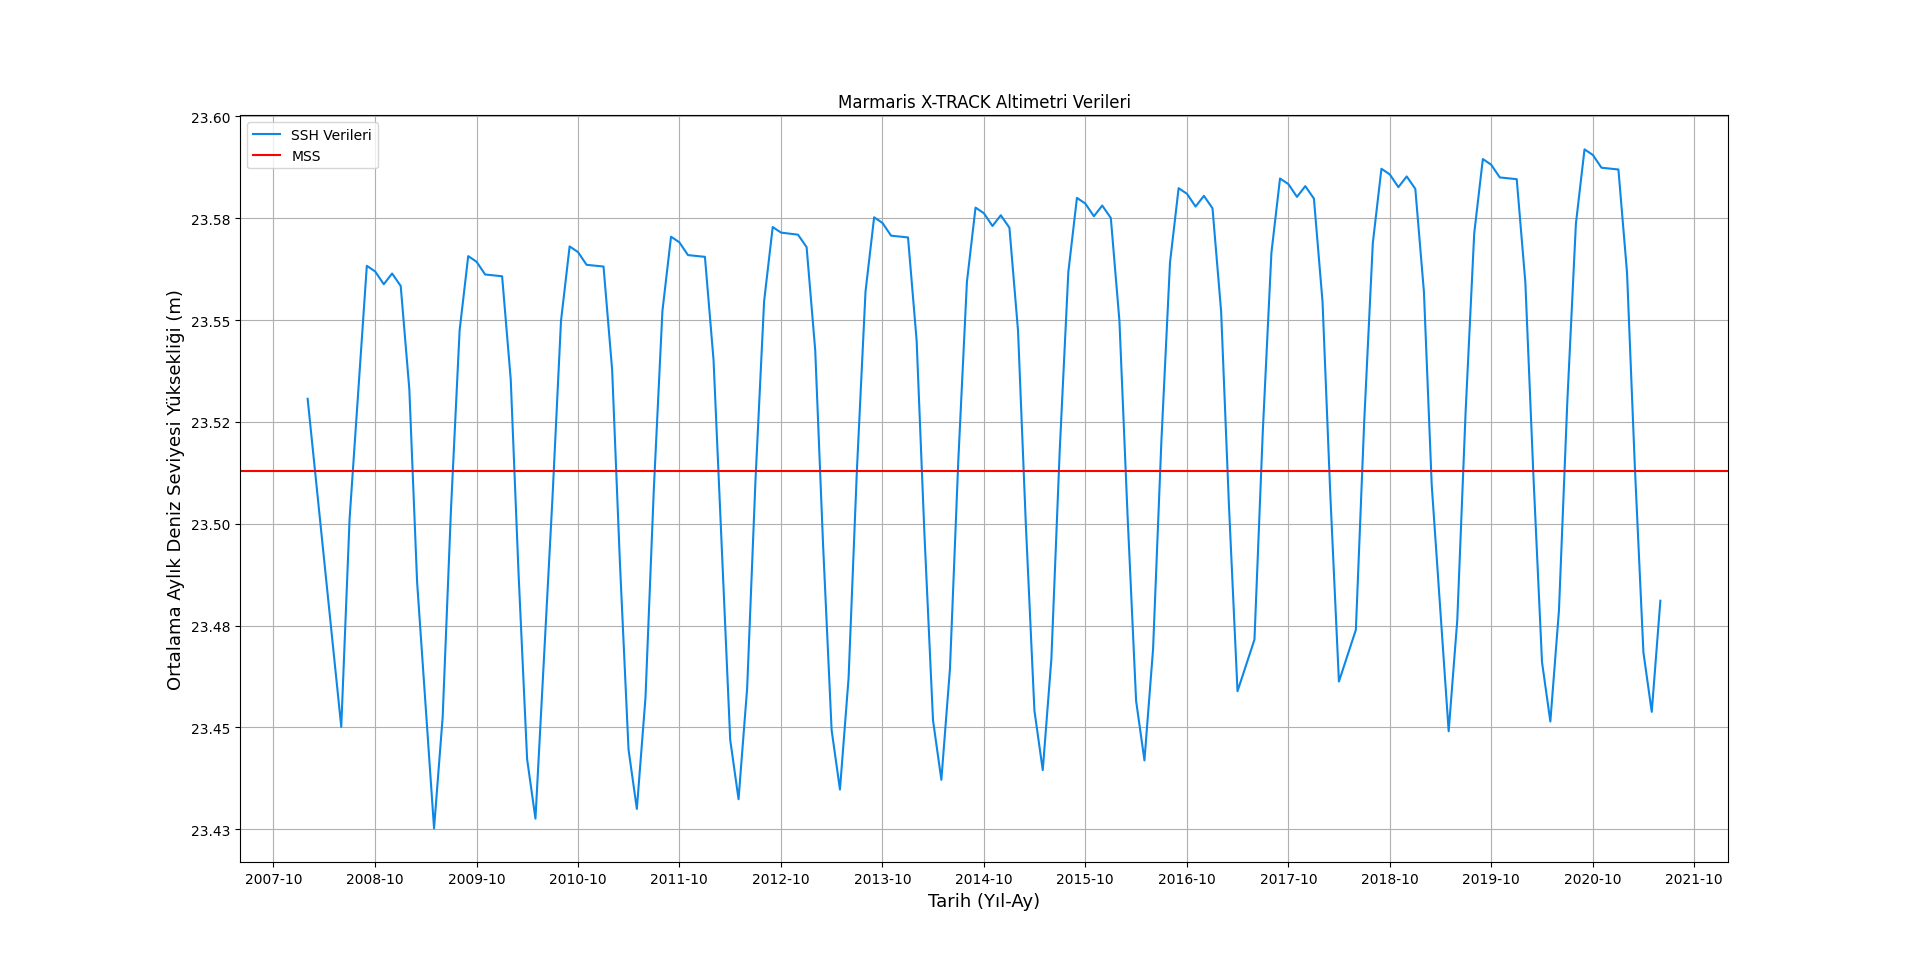 Marmaris X-TRACK Altimetri Verileri
SSH Verileri
MSS
Ortalama Aylık Deniz Seviyesi Yüksekliği (m)
23.60
23.58
23.55
23.52
23.50
23.48
23.45
23.43
2007-10 2008-10 2009-10 2010-10 2011-10 2012-10 2013-10 2014-10 2015-10 2016-10 2017-10 2018-10 2019-10 2020-10 2021-10
Tarih (Yıl-Ay)